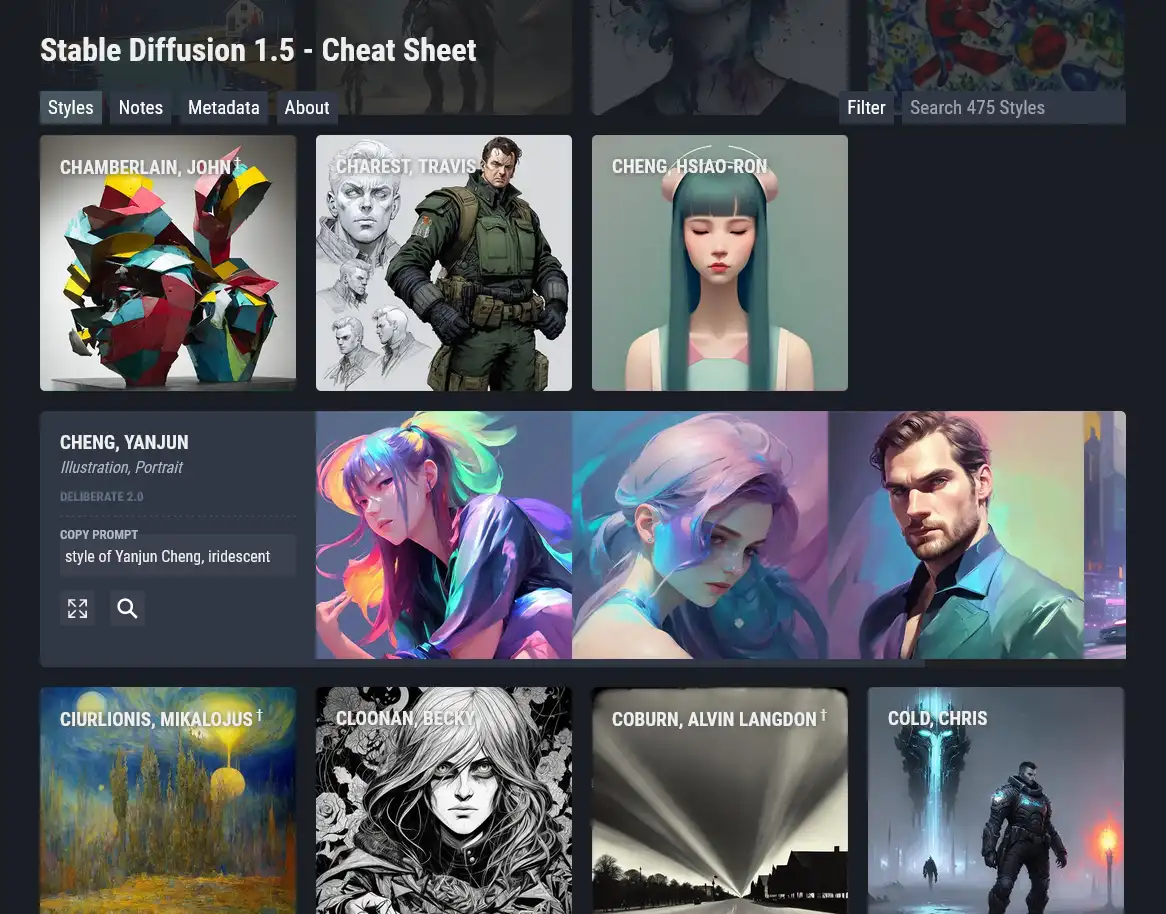 Stable Diffusion 1.5 - Cheat Sheet
Styles Notes Metadata About Filter Search 475 Styles
CHAMBERLAIN, JOHN† CHAREST, TRAVIS† CHENG, HSIAO-RON
CHENG, YANJUN
Illustration, Portrait
DELIBERATE 2.0
COPY PROMPT
style of Yanjun Cheng, iridescent
CIURLIONIS, MIKALOJUS† CLOONAN, BECKY COBURN, ALVIN LANGDON† COLD, CHRIS